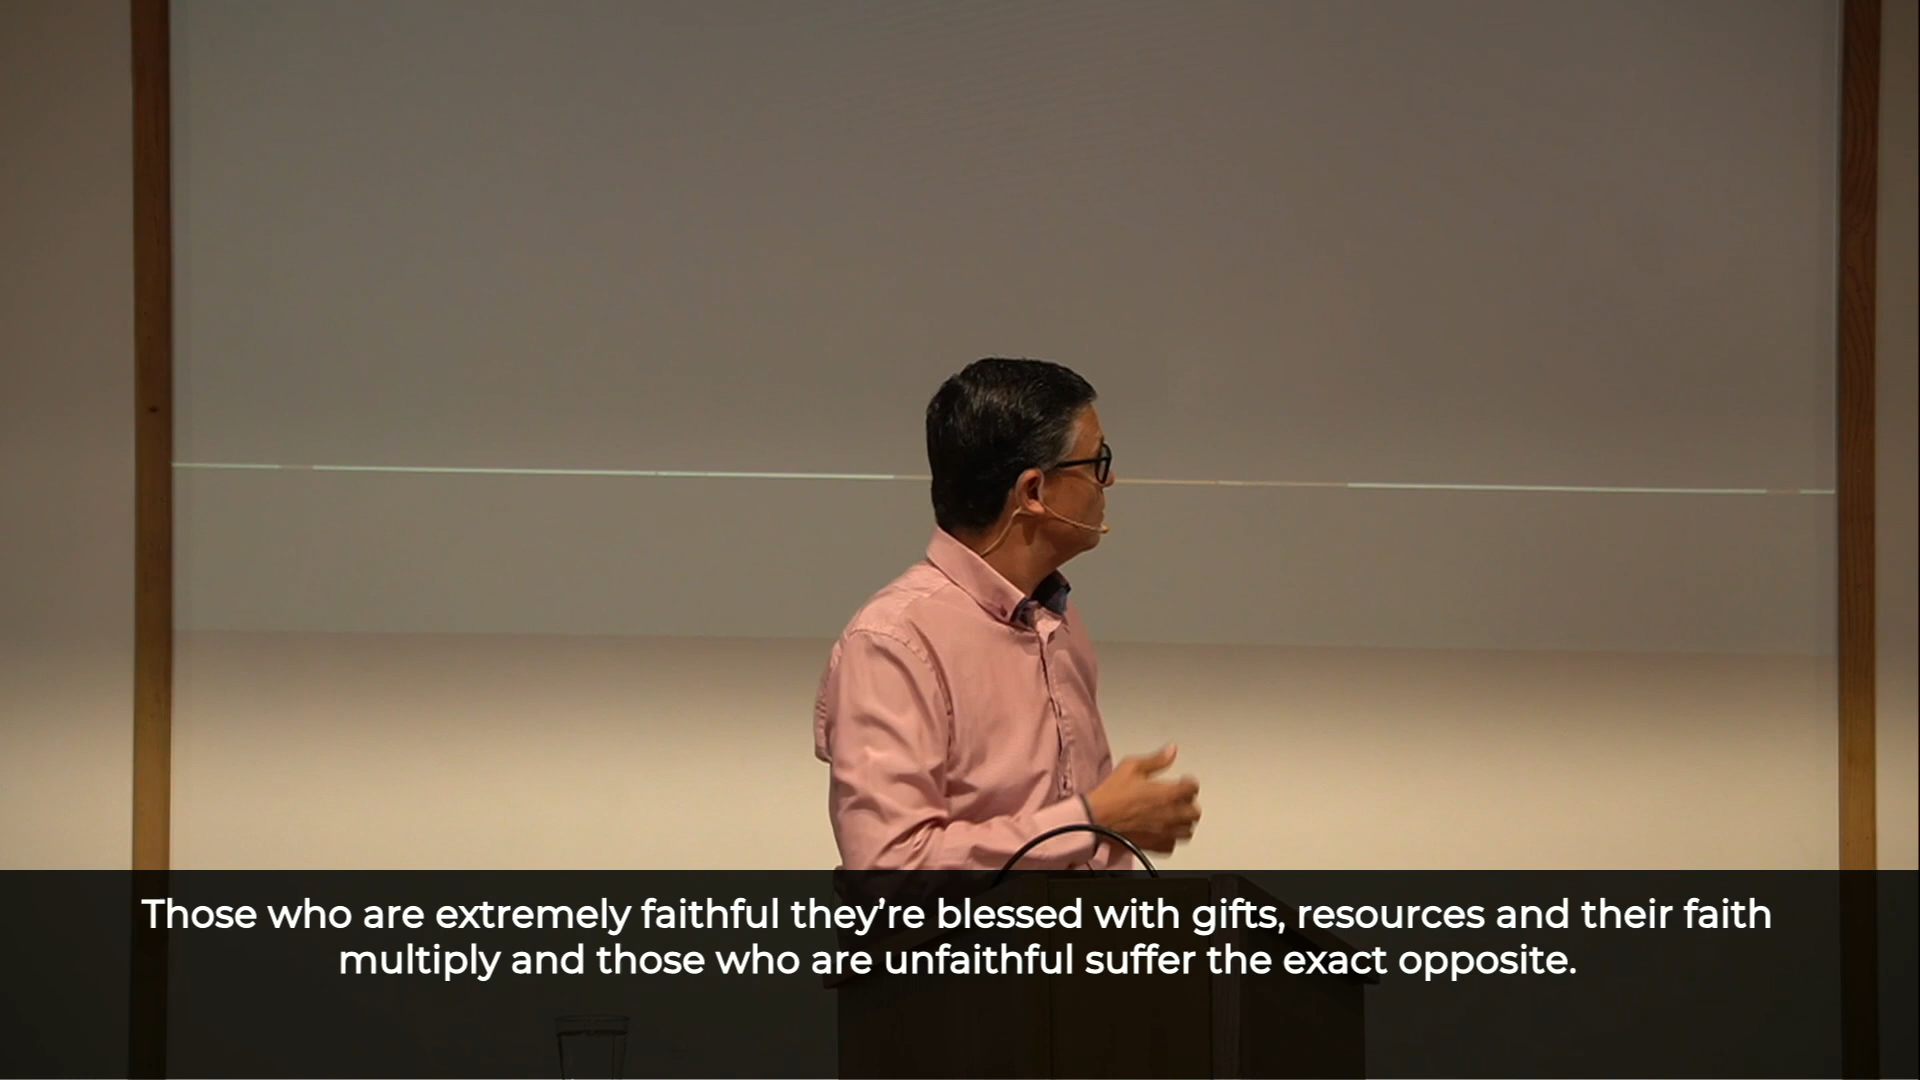 Those who are extremely faithful they’re blessed with gifts, resources and their faith
multiply and those who are unfaithful suffer the exact opposite.